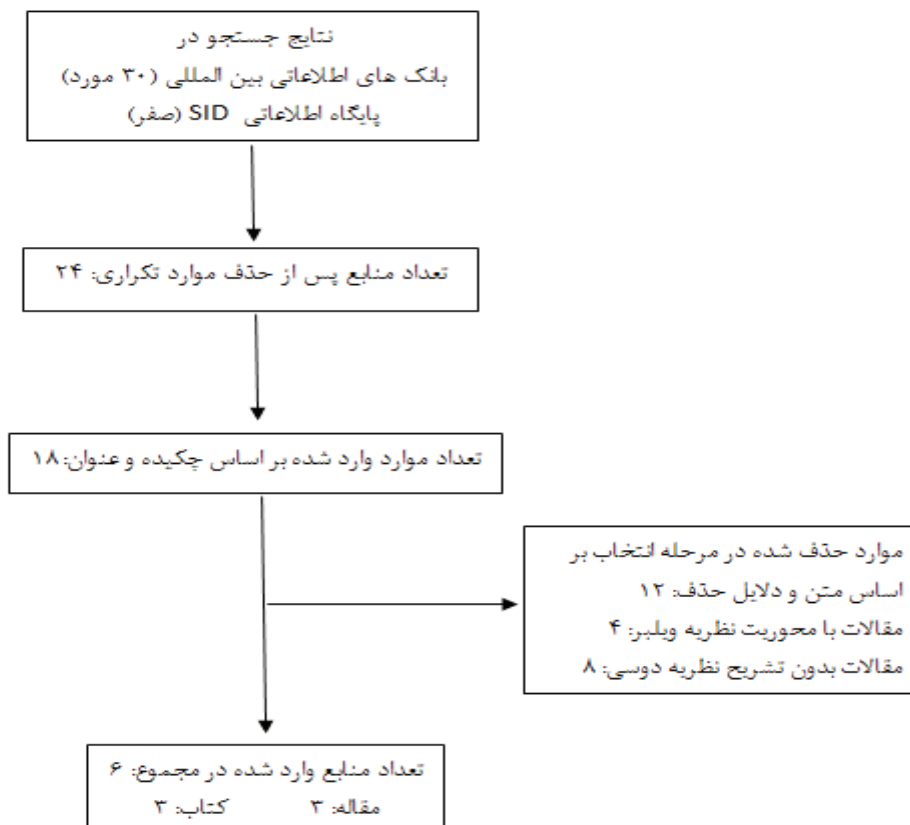 نتایج جستجو در
بانک های اطلاعاتی بین المللی (۳۰ مورد)
پایگاه اطلاعاتی SID (صفر)
تعداد منابع پس از حذف موارد تکراری: ۲۴
تعداد موارد وارد شده بر اساس چکیده و عنوان: ۱۸
موارد حذف شده در مرحله انتخاب بر
اساس متن و دلایل حذف: ۱۲
مقالات با محوریت نظریه ویلبر: ۴
مقالات بدون تشریح نظریه دوسی: ۸
تعداد منابع وارد شده در مجموع: ۶
مقاله: ۳ کتاب: ۳